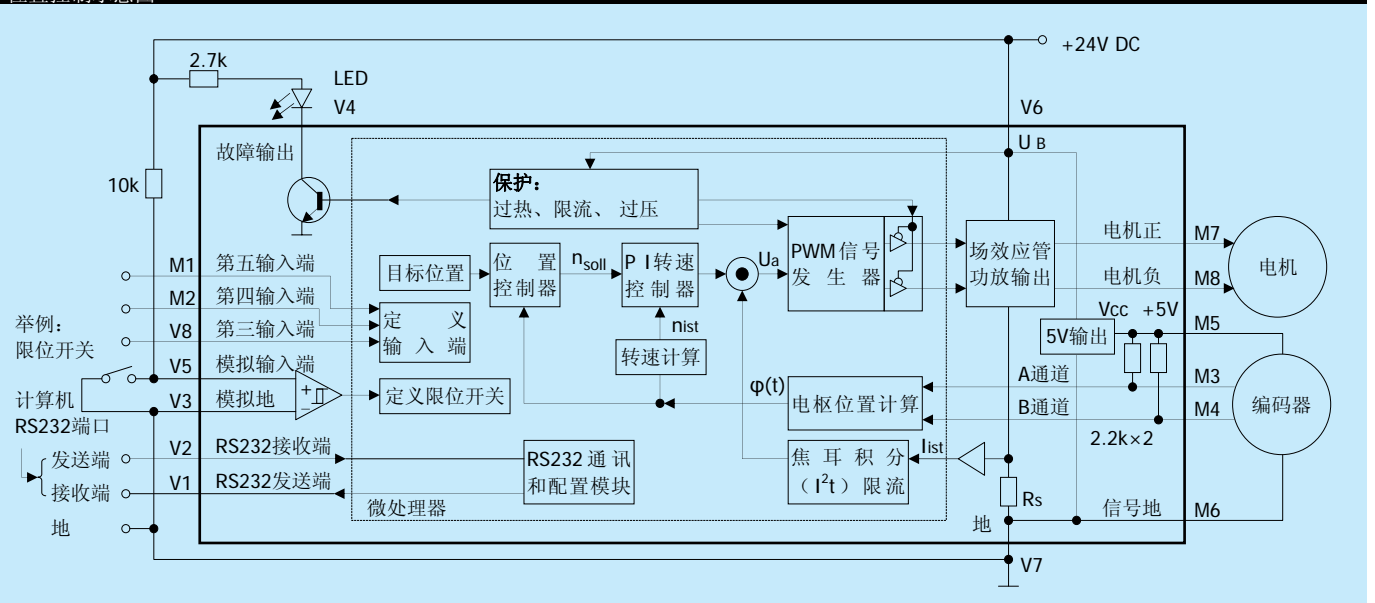 +24V DC
2.7k
LED
V4
V6
故障输出
U B
10k
保护：
过热、限流、 过压
M1 第五输入端
M2 第四输入端
V8 第三输入端
V5 模拟输入端
V3 模拟地
V2 RS232接收端
V1 RS232发送端
举例：
限位开关
计算机
RS232端口
发送端
接收端
地
目标位置
位 置
控制器
nsoll
P I转速
控制器
Ua
PWM信号
发 生 器
场效应管
功放输出
电机正 M7
电机负 M8
电机
定 义
输 入 端
nist
转速计算
定义限位开关
φ(t)
电枢位置计算
Vcc +5V
5V输出
M5
A通道 M3
B通道 M4
编码器
2.2k×2
Iist
焦 耳 积 分
（I²t）限流
RS232 通 讯
和配置模块
微处理器
Rs
地
信号地 M6
V7